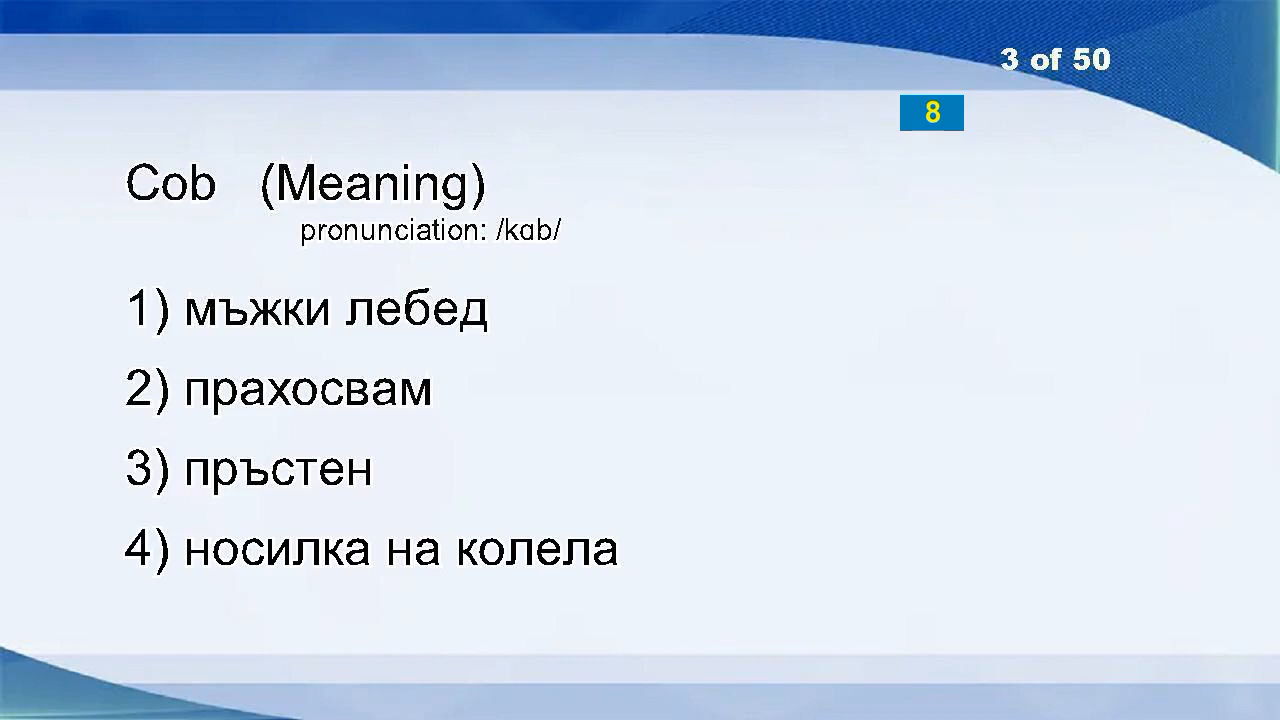 3 of 50
8
Cob (Meaning)
pronunciation: /kɑb/
1) мъжки лебед
2) прахосвам
3) пръстен
4) носилка на колела